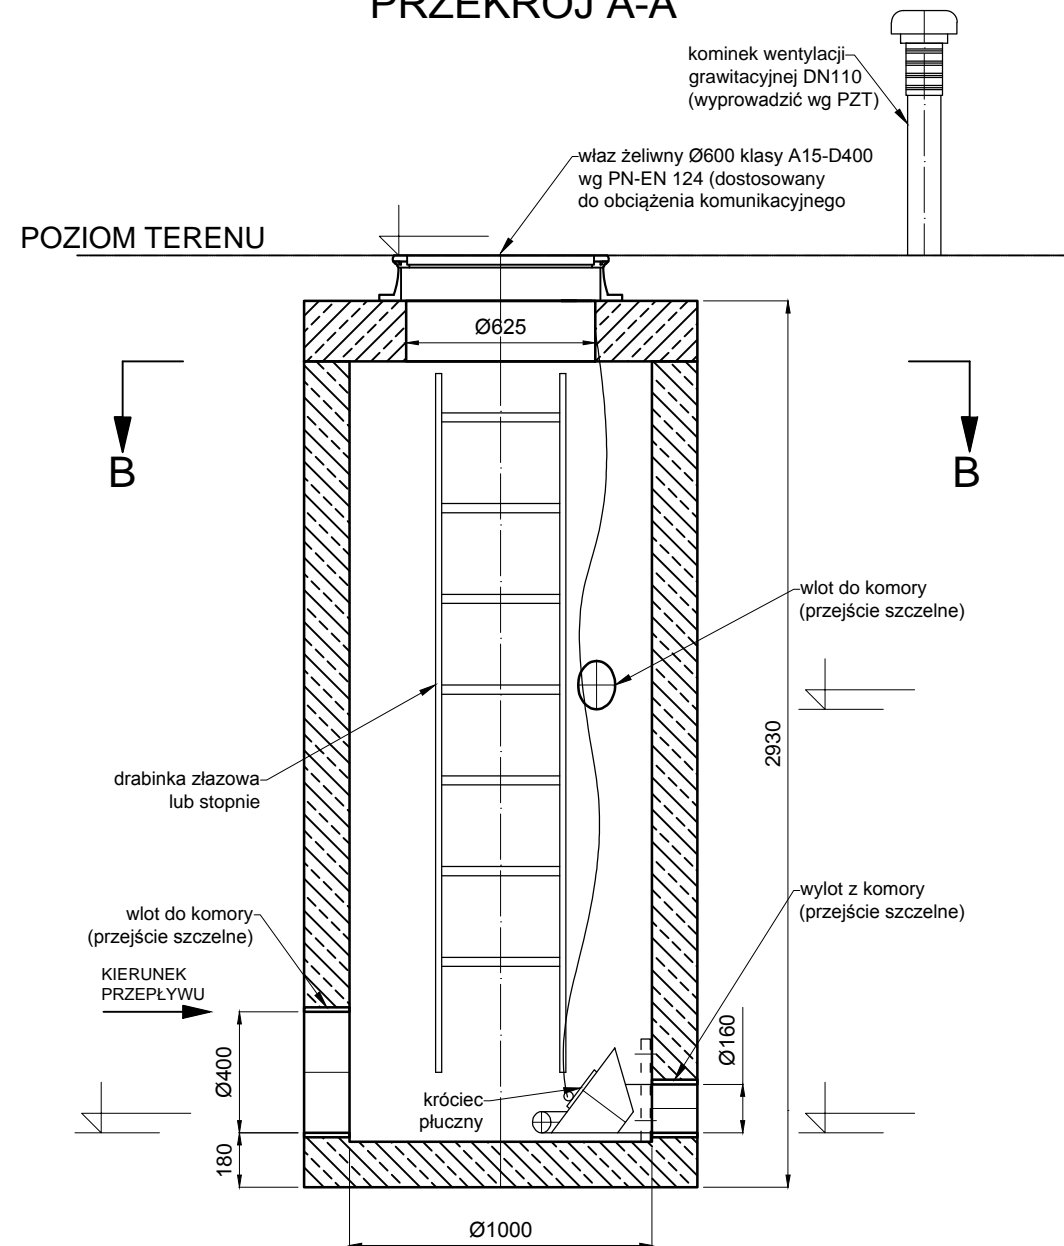 PRZEKRÓJ A-A
kominek wentylacji
grawitacyjnej DN110
(wyprowadzić wg PZT)
właz żeliwny Ø600 klasy A15-D400
wg PN-EN 124 (dostosowany
do obciążenia komunikacyjnego
POZIOM TERENU
Ø625
B
B
wlot do komory
(przejście szczelne)
2930
drabinka złazowa
lub stopnie
wylot z komory
(przejście szczelne)
wlot do komory
(przejście szczelne)
KIERUNEK
PRZEPŁYWU
Ø400
Ø160
króciec
płuczny
180
Ø1000